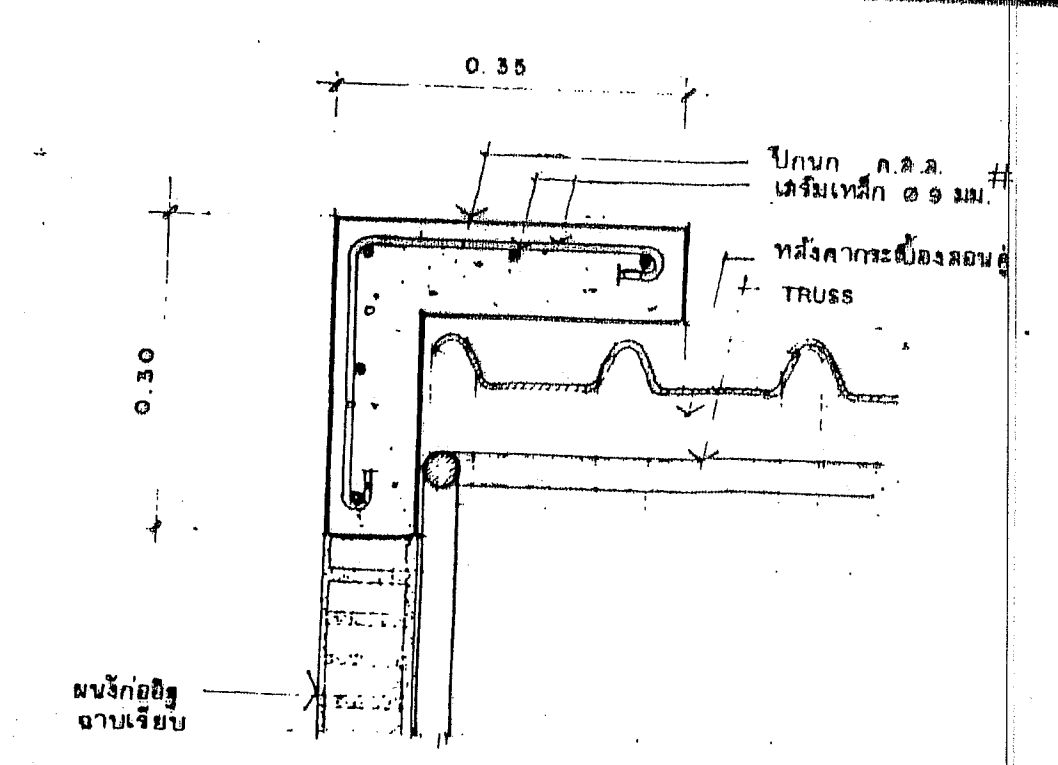 0.35
ปีกนก ค.ส.ล. #
เสริมเหล็ก Ø 9 มม.
หลังคากระเบื้องลอนคู่
TRUSS
0.30
ผนังก่ออิฐ
ฉาบเรียบ